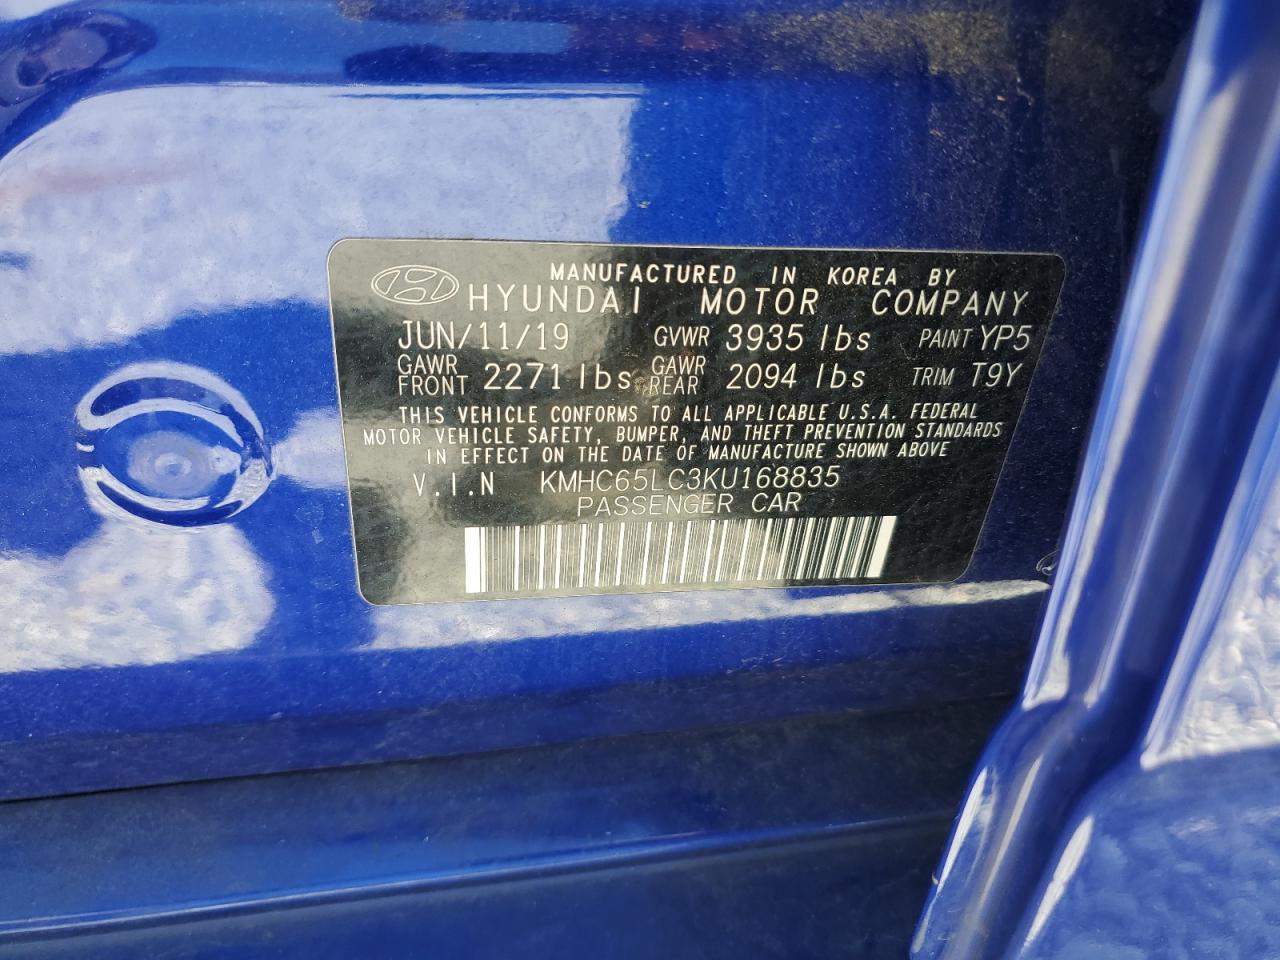 MANUFACTURED IN KOREA BY
HYUNDAI MOTOR COMPANY
JUN/11/19 GVWR 3935 lbs PAINT YP5
GAWR FRONT 2271 lbs GAWR REAR 2094 lbs TRIM T9Y
THIS VEHICLE CONFORMS TO ALL APPLICABLE U.S.A. FEDERAL
MOTOR VEHICLE SAFETY, BUMPER, AND THEFT PREVENTION STANDARDS
IN EFFECT ON THE DATE OF MANUFACTURE SHOWN ABOVE
V.I.N KMHC65LC3KU168835
PASSENGER CAR